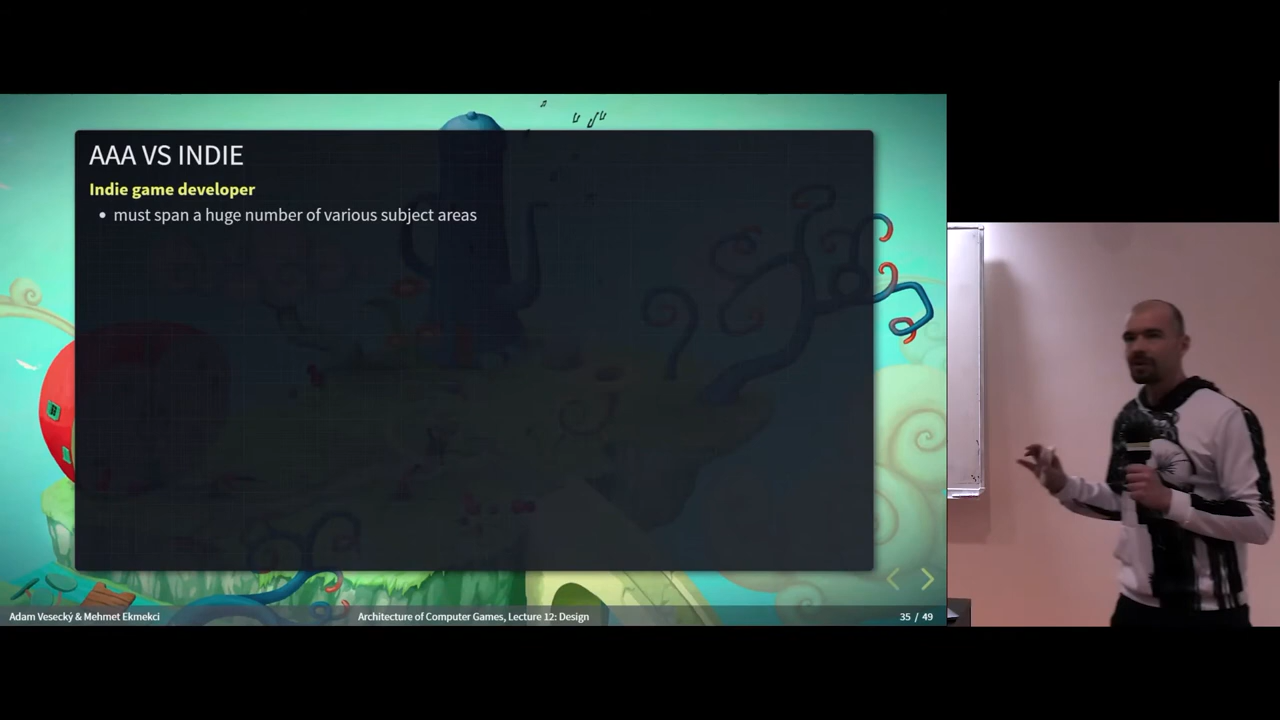 AAA VS INDIE
Indie game developer
• must span a huge number of various subject areas
Adam Vesecký & Mehmet Ekmekci
Architecture of Computer Games, Lecture 12: Design
35 / 49